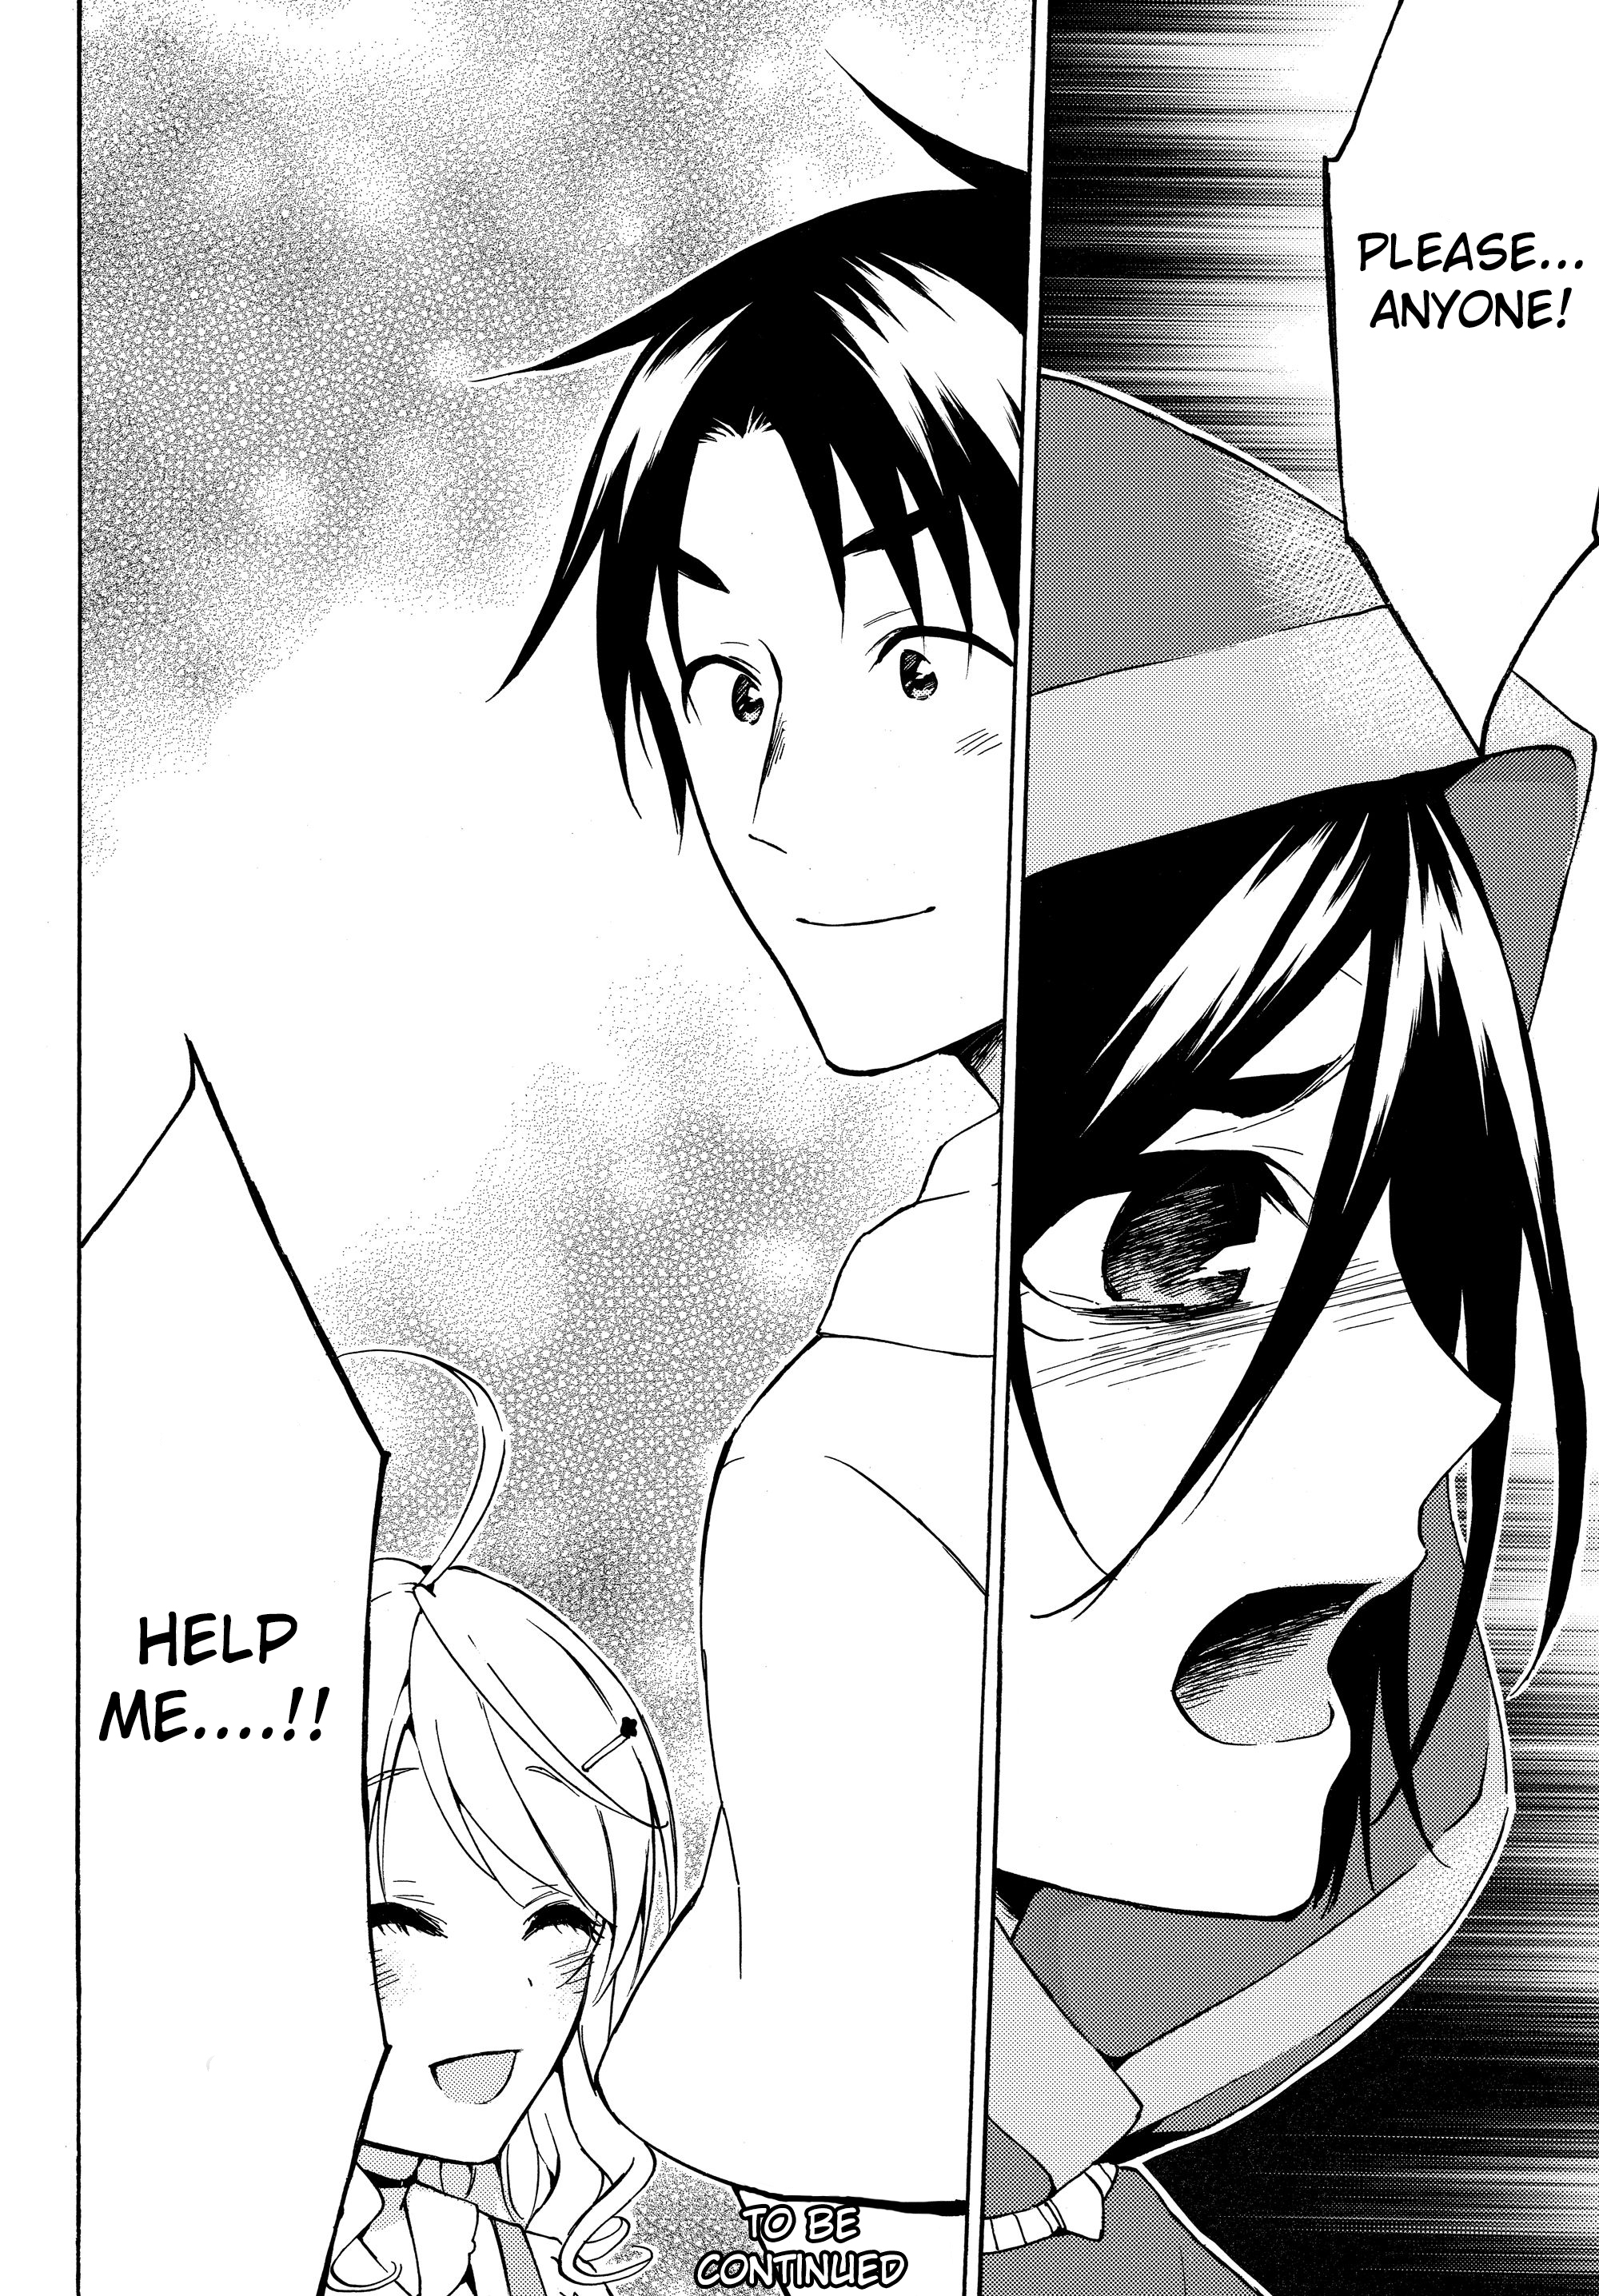 PLEASE...
ANYONE!
HELP
ME....!!
TO BE
CONTINUED